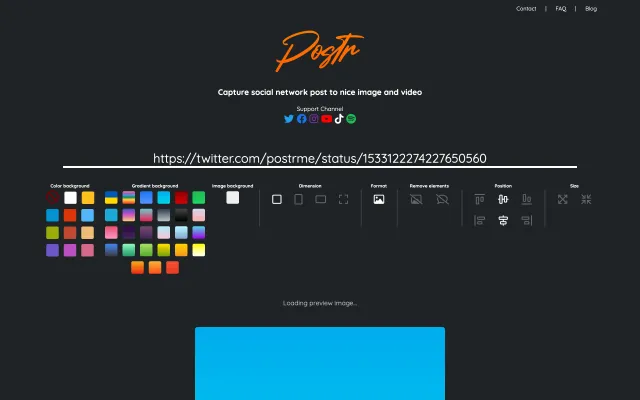 Contact | FAQ | Blog
Postr
Capture social network post to nice image and video
Support Channel
https://twitter.com/postrme/status/1533122274227650560
Color background Gradient background Image background Dimension Format Remove elements Position Size
Loading preview image...